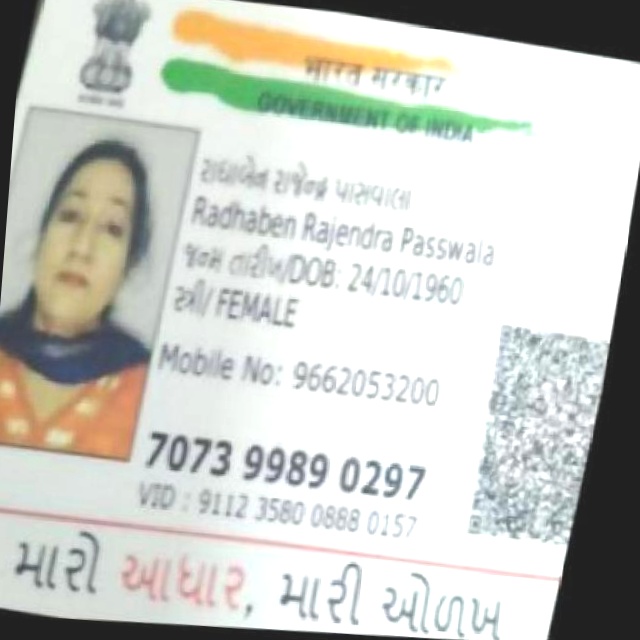 भारत सरकार
GOVERNMENT OF INDIA
રાધાબેન રાજેન્દ્ર પાસવાલા
Radhaben Rajendra Passwala
જન્મ તારીખ/DOB: 24/10/1960
સ્ત્રી/ FEMALE
Mobile No: 9662053200
7073 9989 0297
VID : 9112 3580 0888 0157
મારો આધાર, મારી ઓળખ